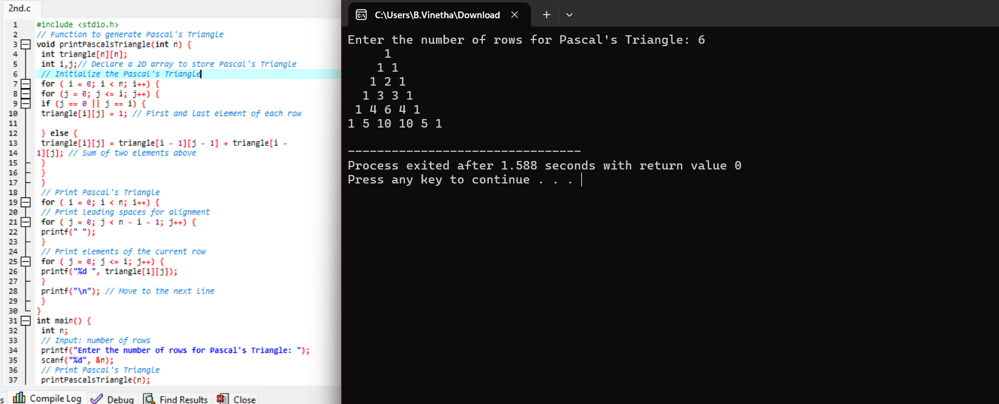 2nd.c
1 #include <stdio.h>
2 // Function to generate Pascal's Triangle
3 void printPascalsTriangle(int n) {
4 int triangle[n][n];
5 int i,j;// Declare a 2D array to store Pascal's Triangle
6 // Initialize the Pascal's Triangle
7 for ( i = 0; i < n; i++) {
8 for (j = 0; j <= i; j++) {
9 if (j == 0 || j == i) {
10 triangle[i][j] = 1; // First and last element of each row
11
12 } else {
13 triangle[i][j] = triangle[i - 1][j - 1] + triangle[i -
14 1][j]; // Sum of two elements above
15 }
16 }
17 }
18 // Print Pascal's Triangle
19 for ( i = 0; i < n; i++) {
20 // Print leading spaces for alignment
21 for ( j = 0; j < n - i - 1; j++) {
22 printf(" ");
23 }
24 // Print elements of the current row
25 for ( j = 0; j <= i; j++) {
26 printf("%d ", triangle[i][j]);
27 }
28 printf("\n"); // Move to the next line
29 }
30 }
31 int main() {
32 int n;
33 // Input: number of rows
34 printf("Enter the number of rows for Pascal's Triangle: ");
35 scanf("%d", &n);
36 // Print Pascal's Triangle
37 printPascalsTriangle(n);
s Compile Log Debug Find Results Close
C:\Users\B.Vinetha\Download
Enter the number of rows for Pascal's Triangle: 6
1
1 1
1 2 1
1 3 3 1
1 4 6 4 1
1 5 10 10 5 1
--------------------------------
Process exited after 1.588 seconds with return value 0
Press any key to continue . . .